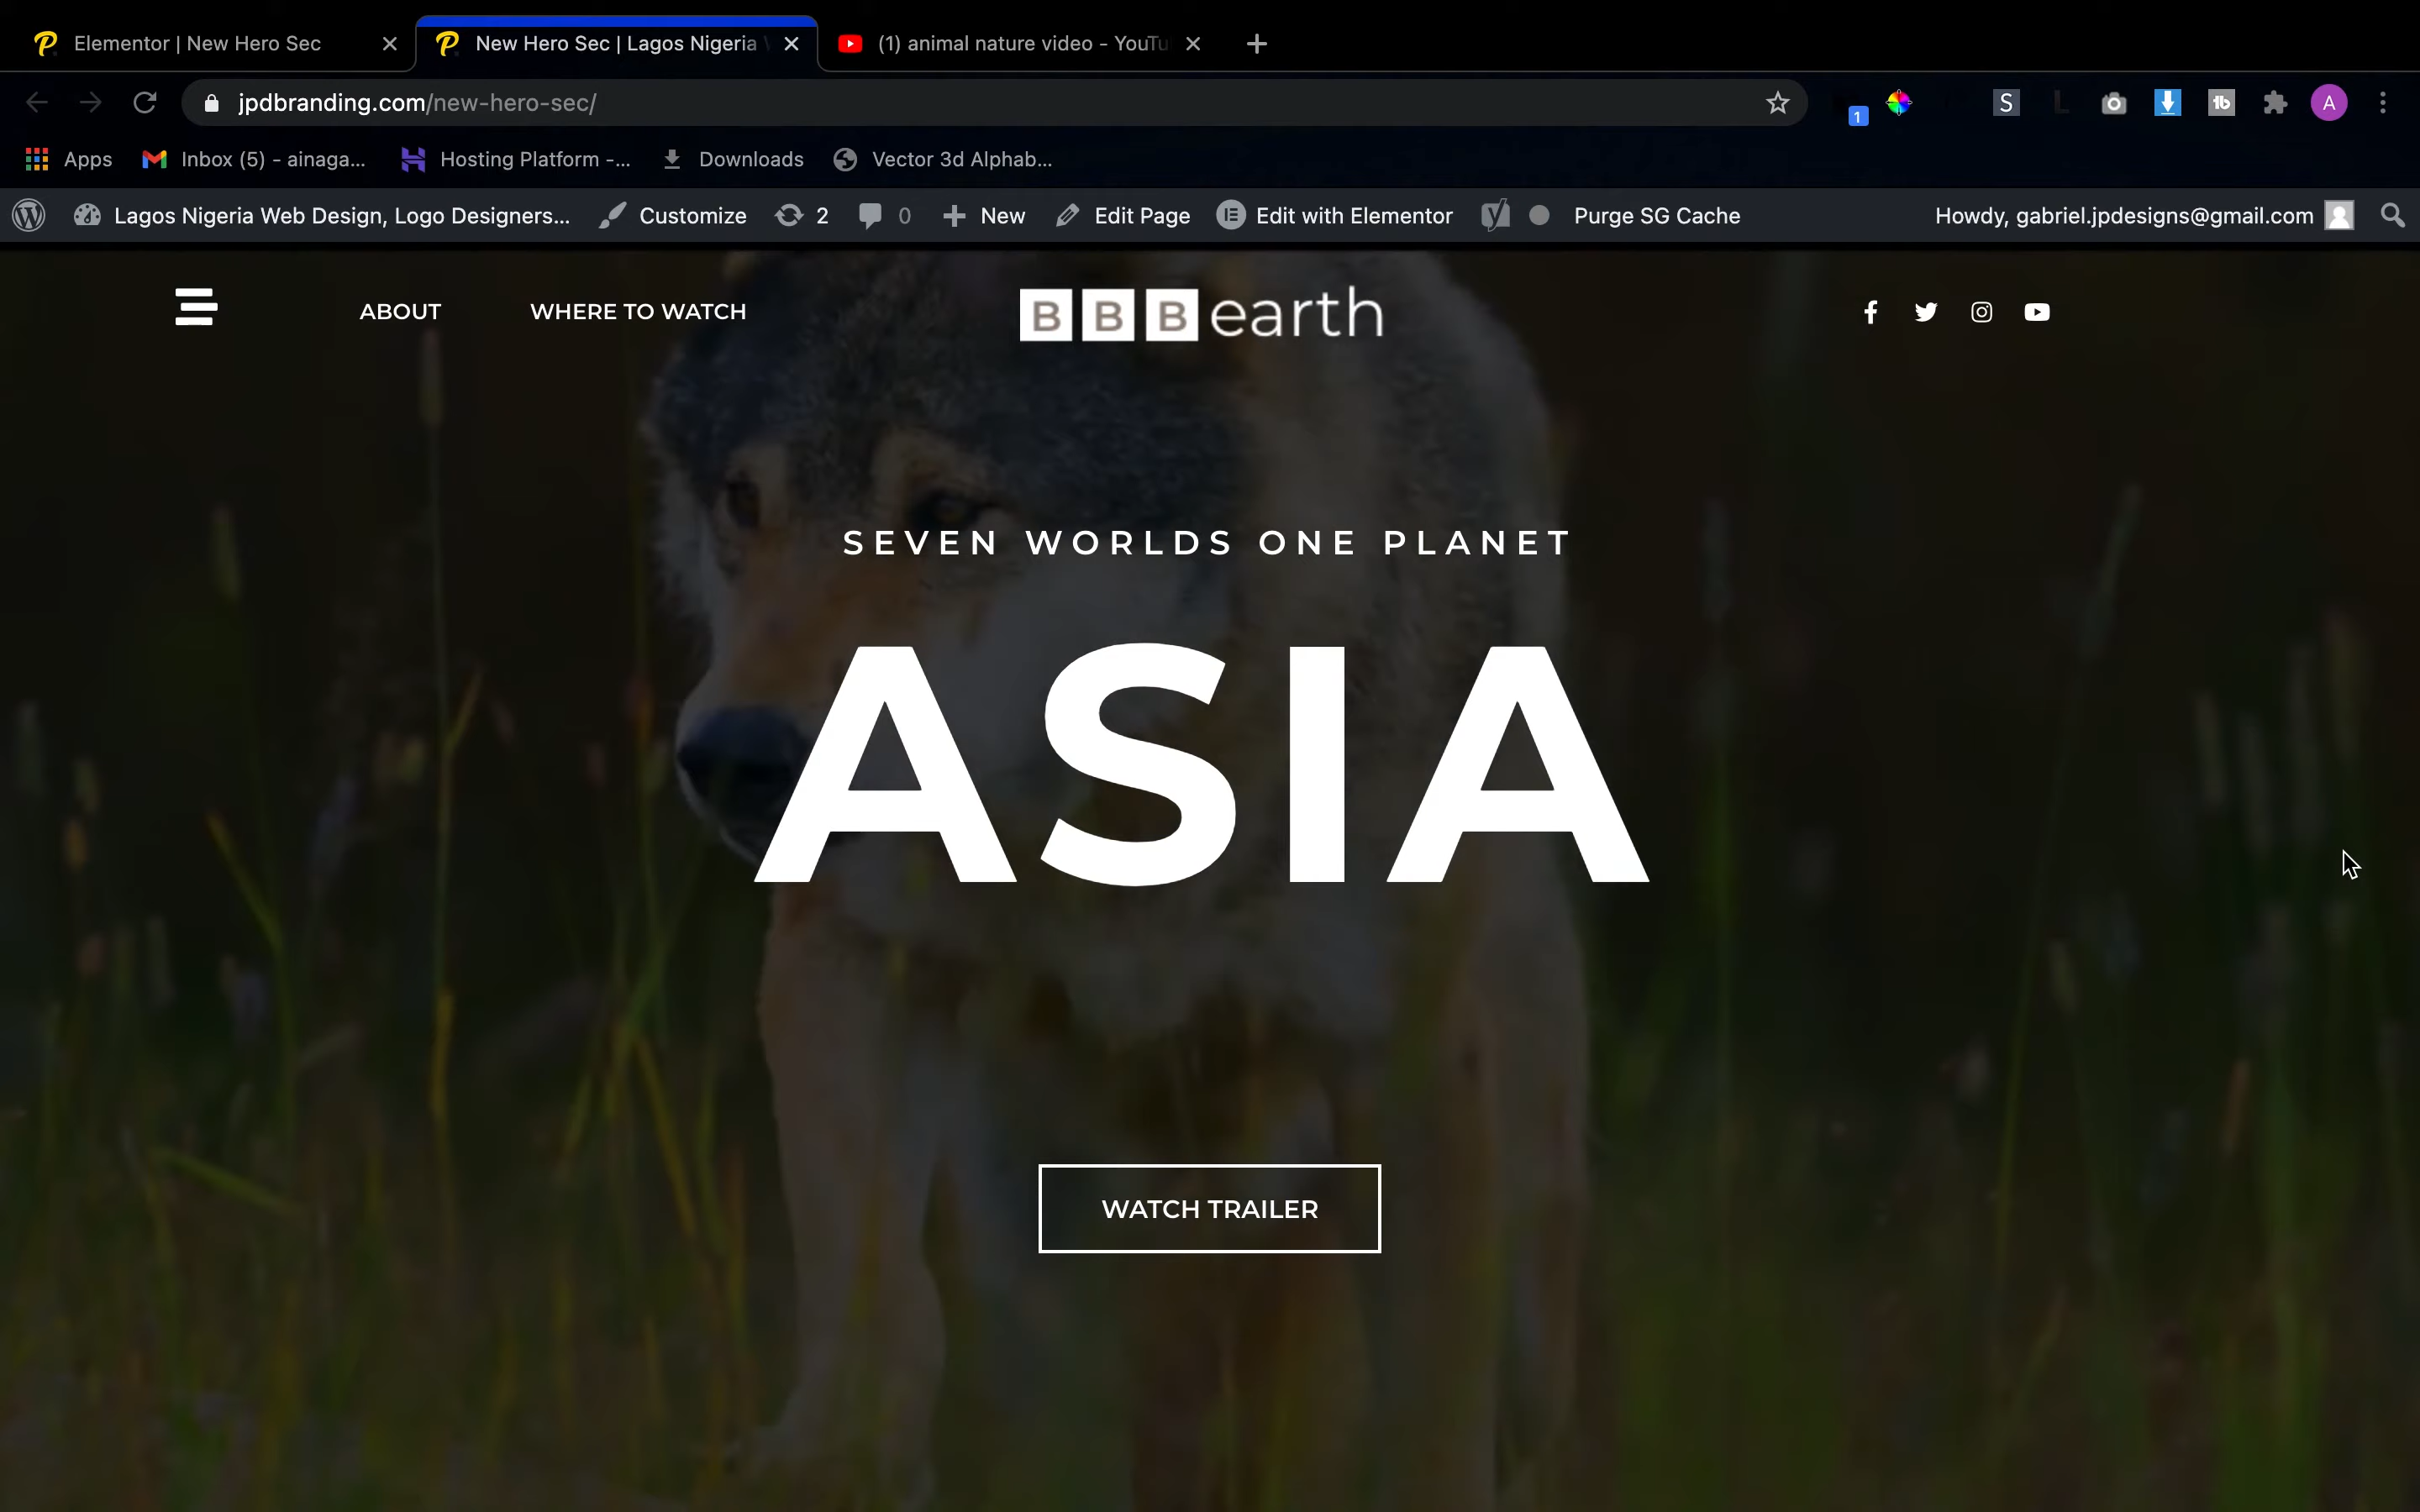 Elementor | New Hero Sec
New Hero Sec | Lagos Nigeria
(1) animal nature video - YouTu
jpdbranding.com/new-hero-sec/
1
S
L
tb
A
Apps
Inbox (5) - ainaga...
Hosting Platform -...
Downloads
Vector 3d Alphab...
Lagos Nigeria Web Design, Logo Designers...
Customize
2
0
New
Edit Page
Edit with Elementor
Purge SG Cache
Howdy, gabriel.jpdesigns@gmail.com
ABOUT
WHERE TO WATCH
BBB earth
SEVEN WORLDS ONE PLANET
ASIA
WATCH TRAILER